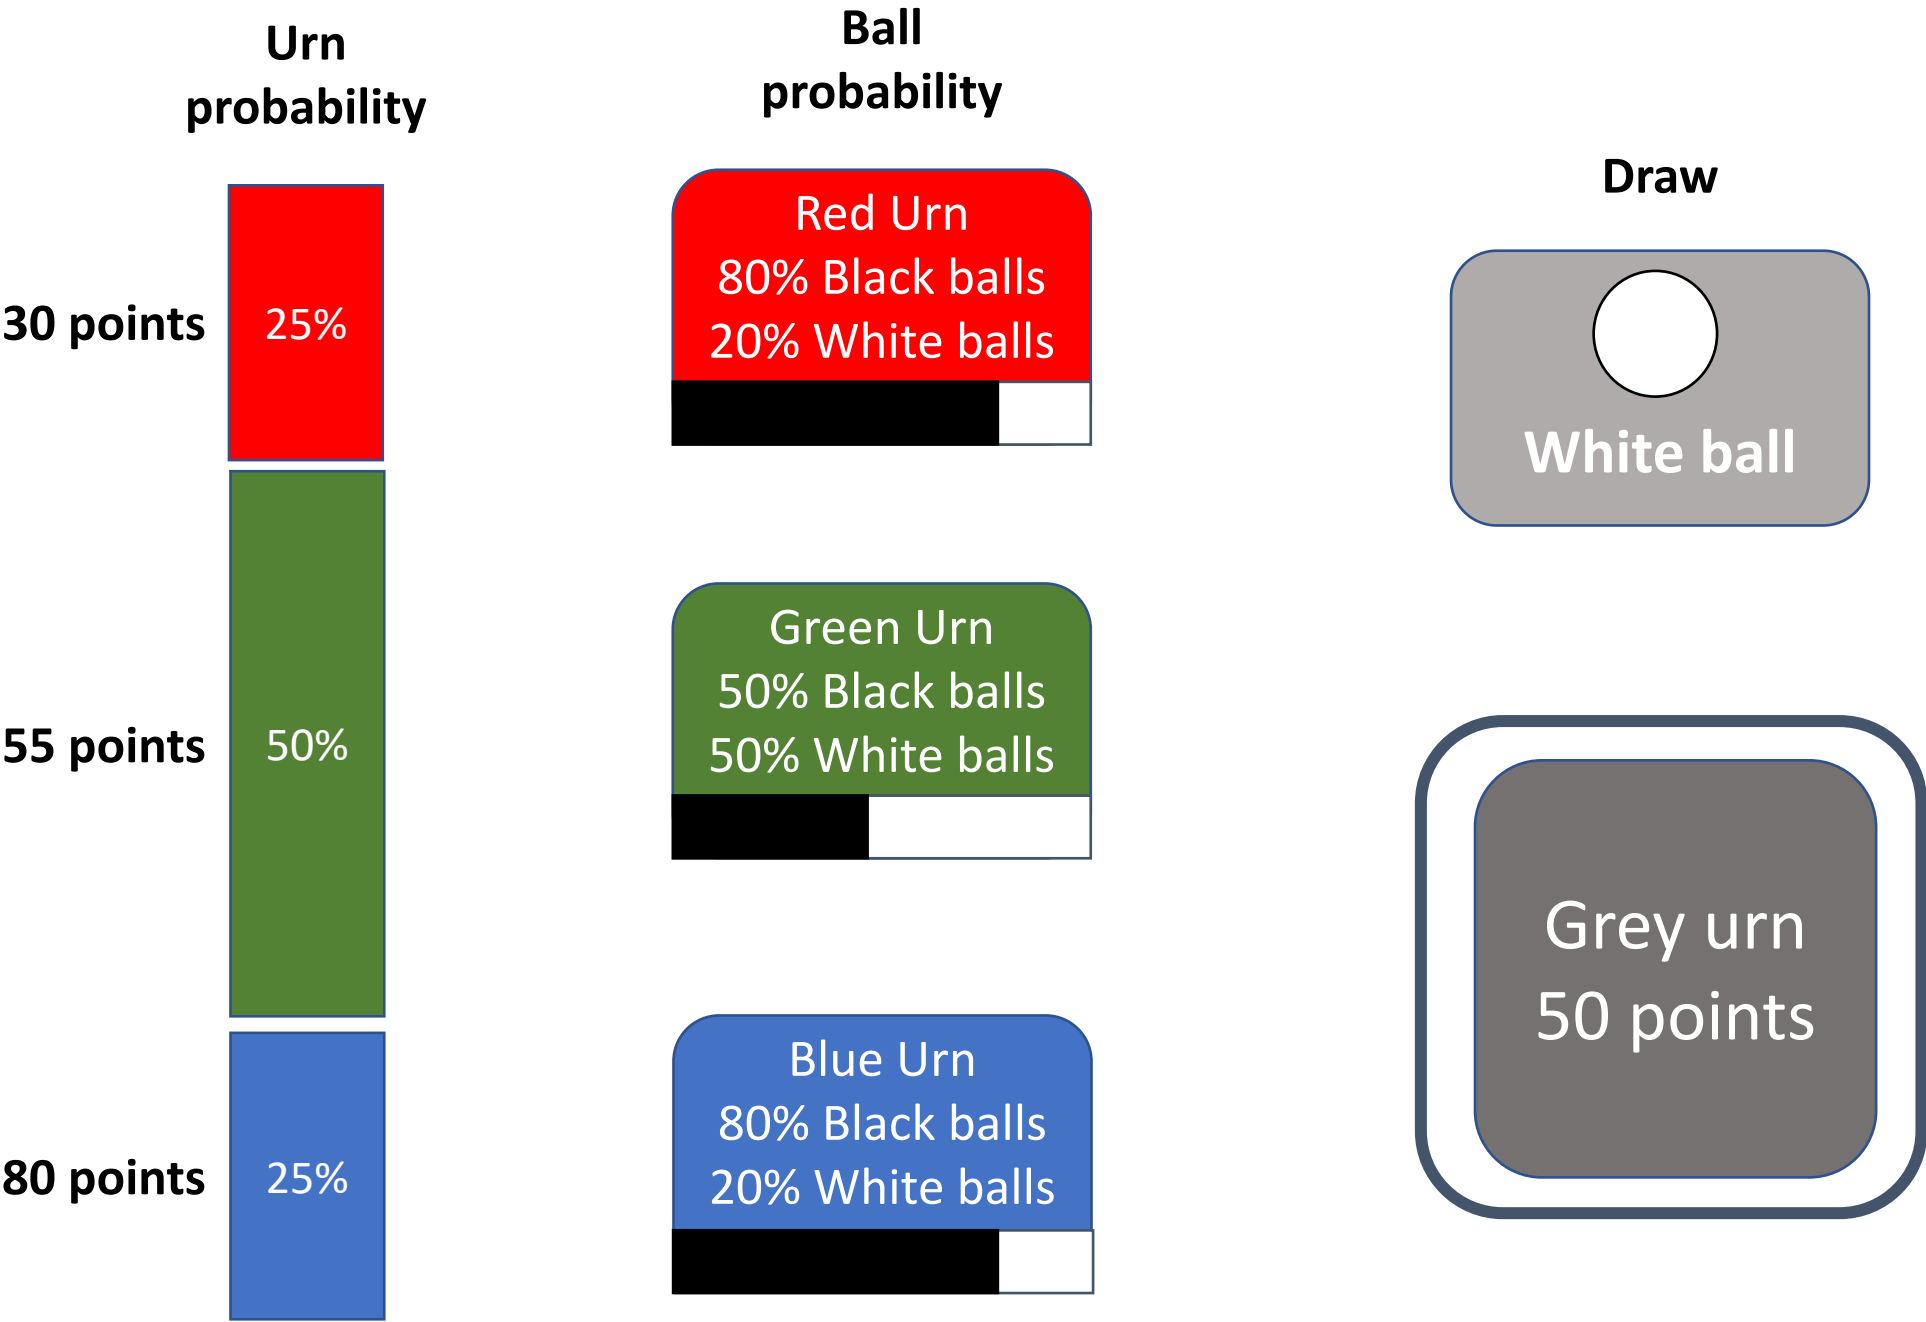 Urn
probability
30 points
25%
55 points
50%
80 points
25%
Ball
probability
Red Urn
80% Black balls
20% White balls
Green Urn
50% Black balls
50% White balls
Blue Urn
80% Black balls
20% White balls
Draw
White ball
Grey urn
50 points